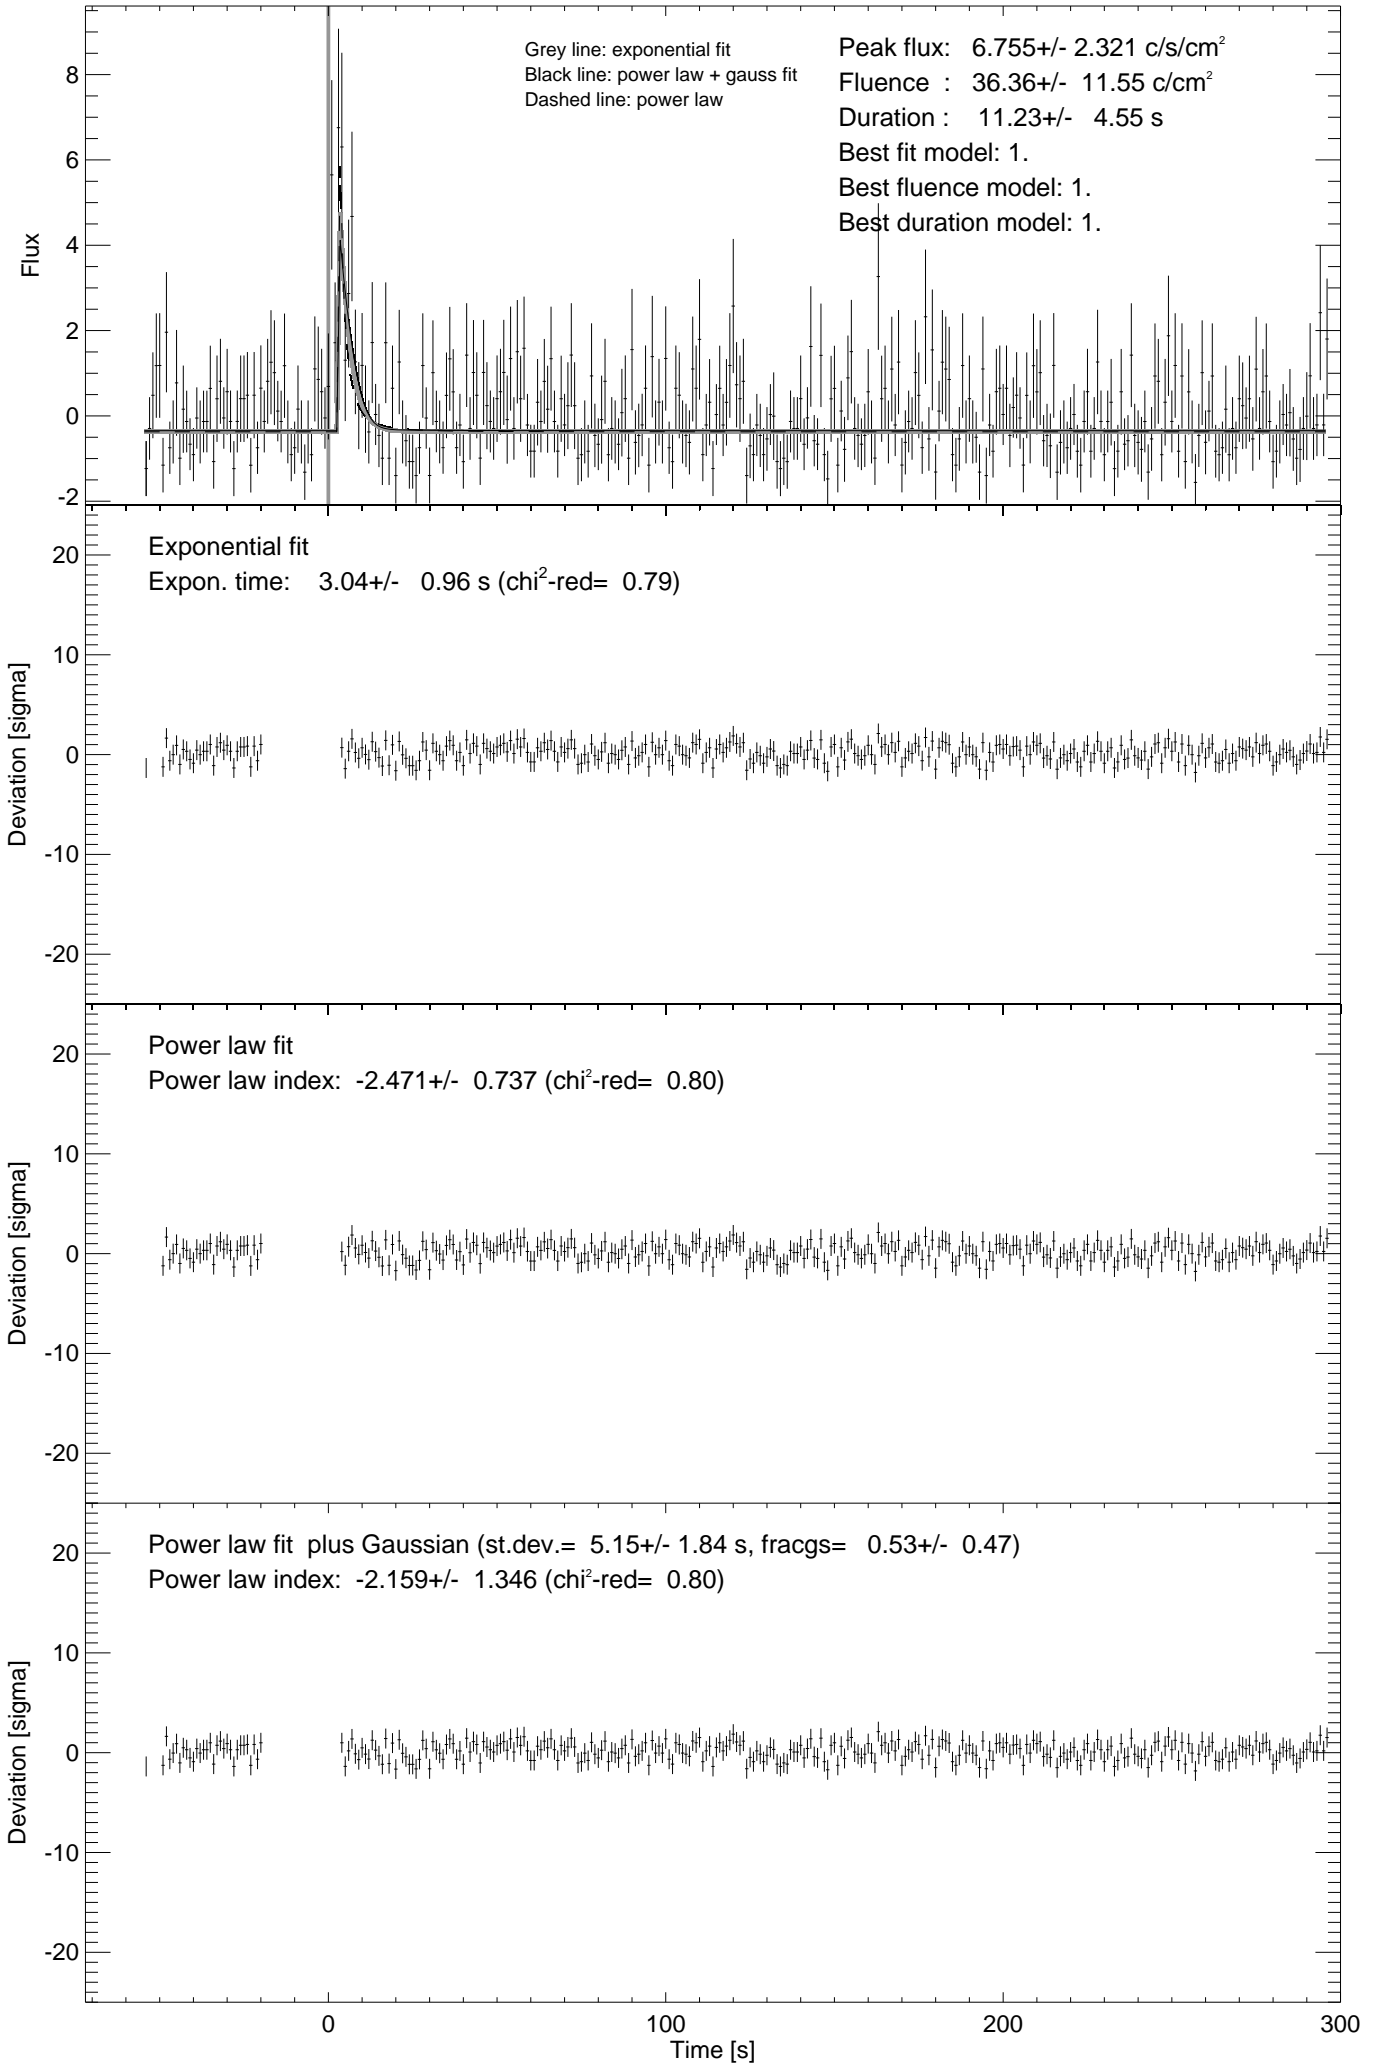 Grey line: exponential fit
Black line: power law + gauss fit
Dashed line: power law
Peak flux: 6.755+/- 2.321 c/s/cm²
Fluence : 36.36+/- 11.55 c/cm²
Duration : 11.23+/- 4.55 s
Best fit model: 1.
Best fluence model: 1.
Best duration model: 1.
Flux
8
6
4
2
0
-2
Exponential fit
Expon. time: 3.04+/- 0.96 s (chi²-red= 0.79)
Deviation [sigma]
20
10
0
-10
-20
Power law fit
Power law index: -2.471+/- 0.737 (chi²-red= 0.80)
Deviation [sigma]
20
10
0
-10
-20
Power law fit plus Gaussian (st.dev.= 5.15+/- 1.84 s, fracgs= 0.53+/- 0.47)
Power law index: -2.159+/- 1.346 (chi²-red= 0.80)
Deviation [sigma]
20
10
0
-10
-20
0 100 200 300
Time [s]